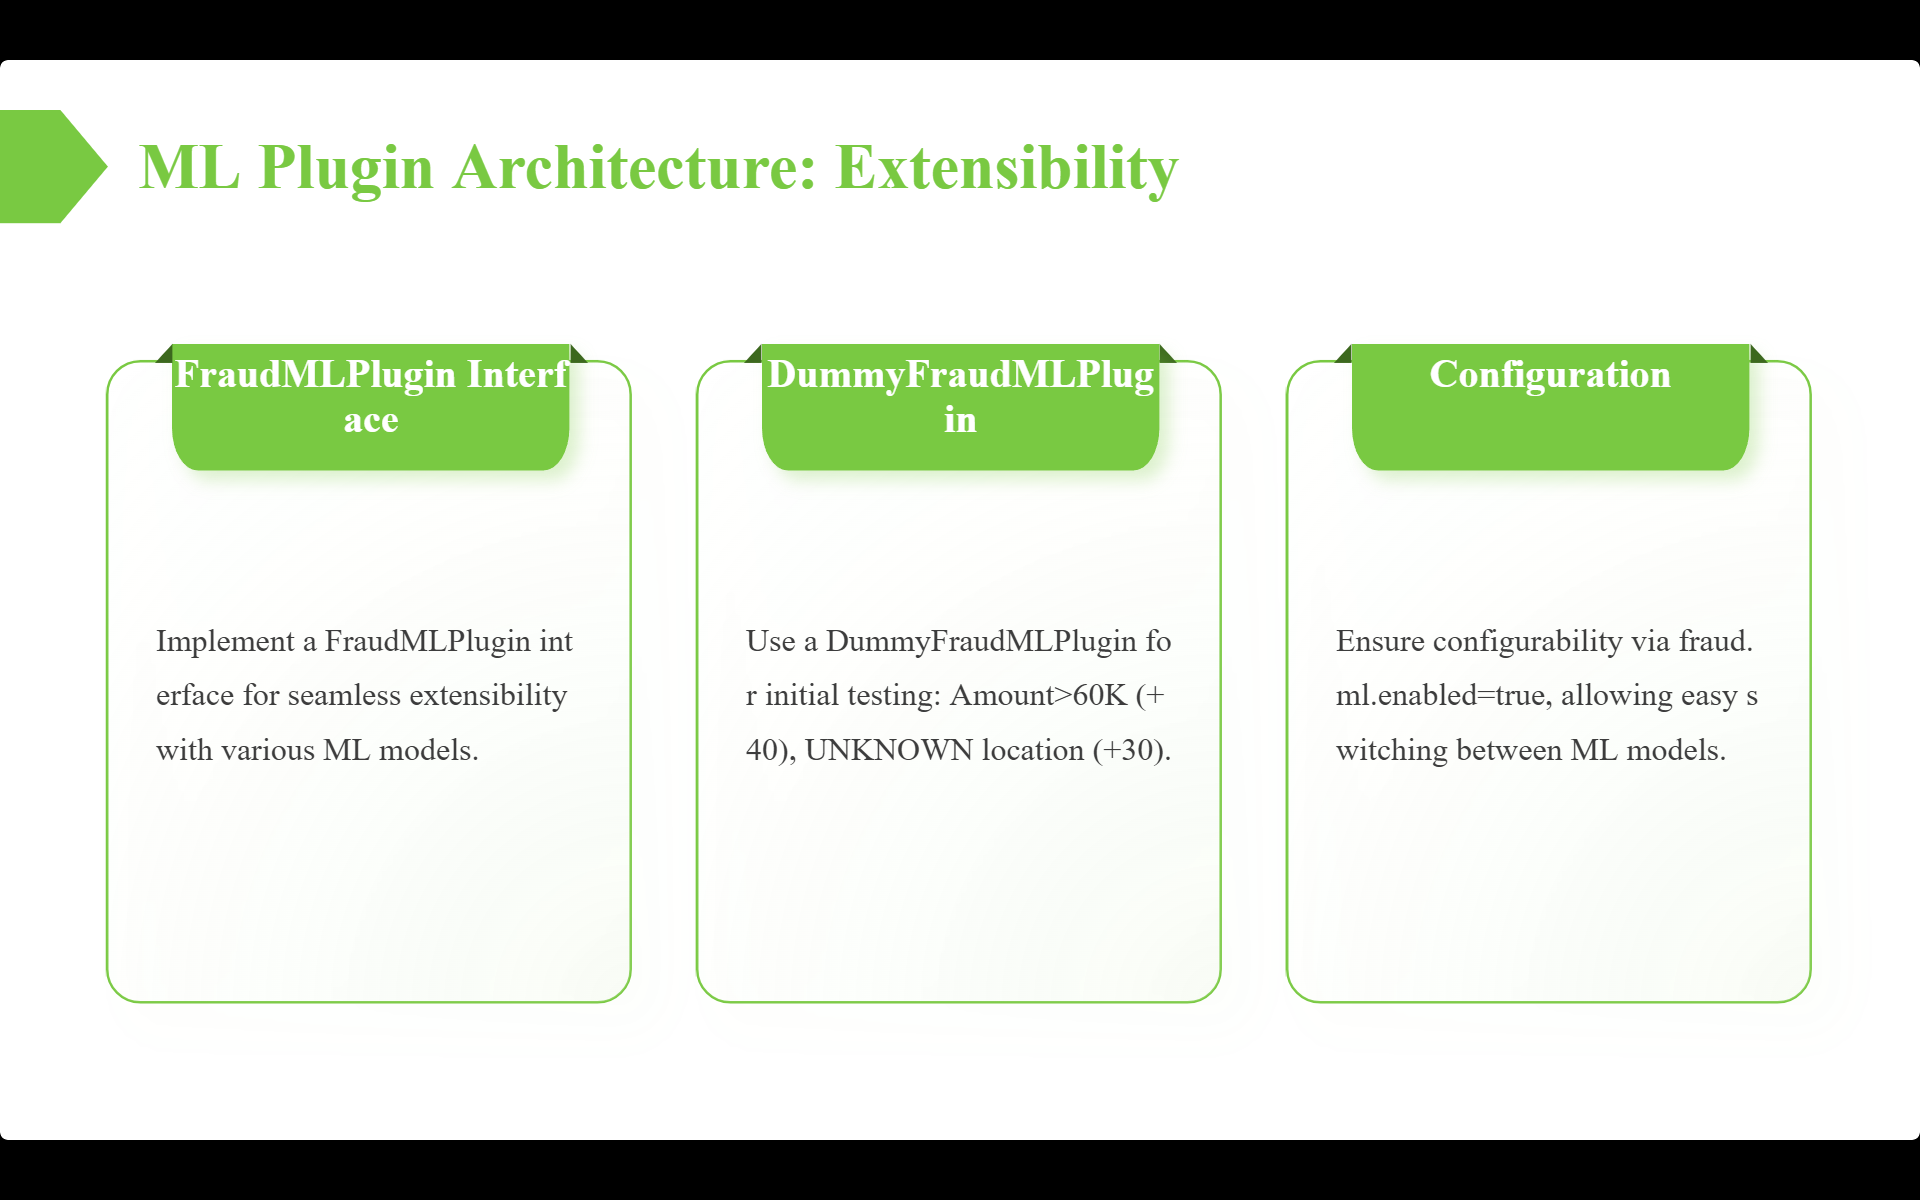 ML Plugin Architecture: Extensibility
FraudMLPlugin Interf
ace
Implement a FraudMLPlugin int
erface for seamless extensibility
with various ML models.
DummyFraudMLPlug
in
Use a DummyFraudMLPlugin fo
r initial testing: Amount>60K (+
40), UNKNOWN location (+30).
Configuration
Ensure configurability via fraud.
ml.enabled=true, allowing easy s
witching between ML models.